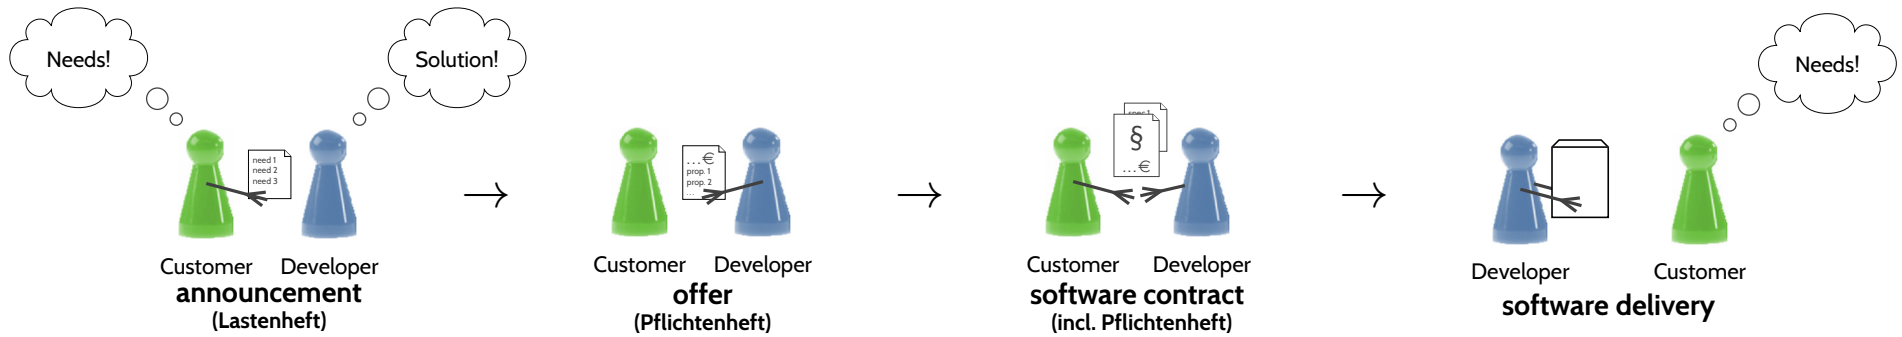 Needs!
Solution!
need 1
need 2
need 3
Customer
Developer
announcement
(Lastenheft)
...€
prop. 1
prop. 2
...
Customer
Developer
offer
(Pflichtenheft)
§
...€
Customer
Developer
software contract
(incl. Pflichtenheft)
Needs!
Developer
Customer
software delivery